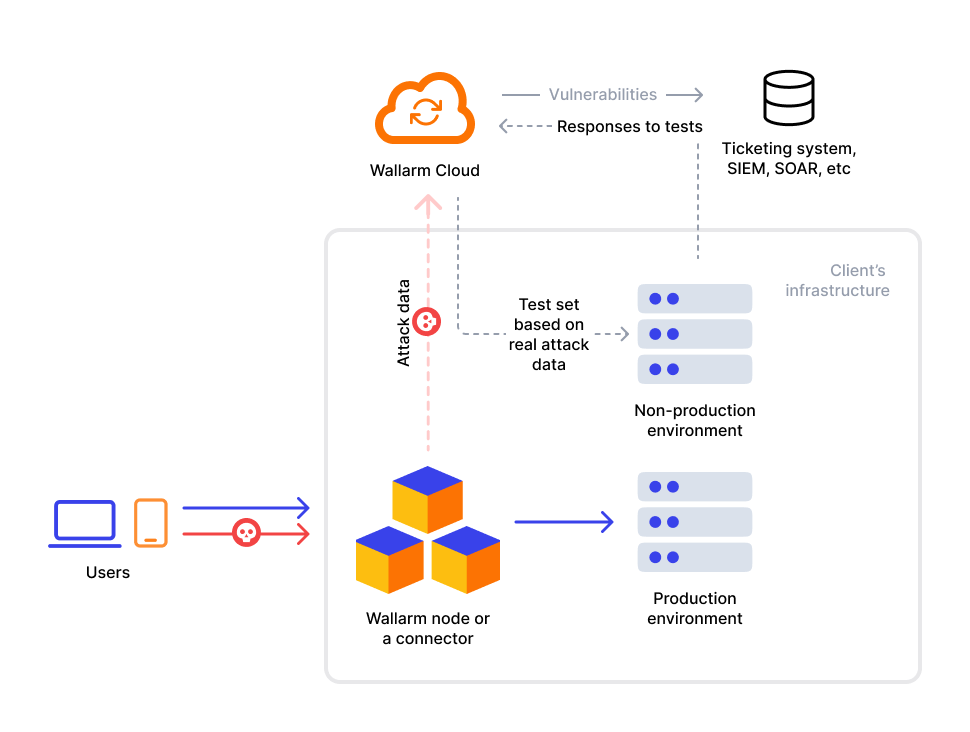 Vulnerabilities
Responses to tests
Wallarm Cloud
Ticketing system,
SIEM, SOAR, etc
Client's
infrastructure
Attack data
Test set
based on
real attack
data
Non-production
environment
Users
Wallarm node or
a connector
Production
environment